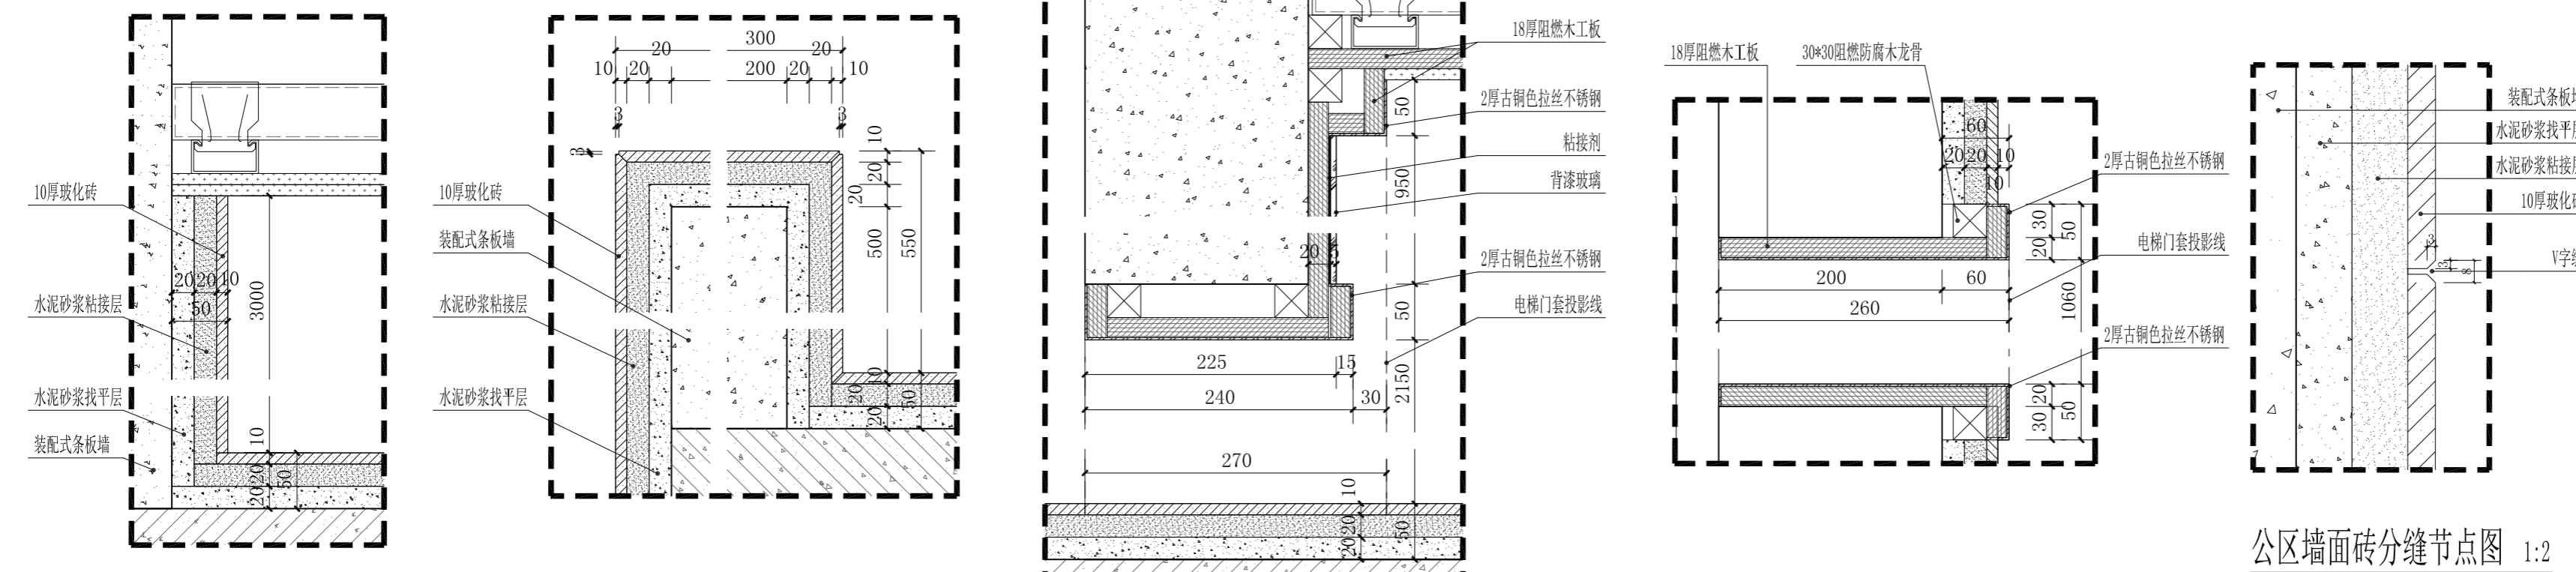 10厚玻化砖
20 20 10
50
3000
水泥砂浆粘接层
水泥砂浆找平层
装配式条板墙
10
20
20
50
300
20
20
10 20
200 20 10
3
3
3
10
20
20
500
550
10厚玻化砖
装配式条板墙
水泥砂浆粘接层
水泥砂浆找平层
10
20
20
50
18厚阻燃木工板
50
2厚古铜色拉丝不锈钢
粘接剂
950
背漆玻璃
20 5
2厚古铜色拉丝不锈钢
50
电梯门套投影线
225 15
2150
240 30
270
10
20
20
50
18厚阻燃木工板
30*30阻燃防腐木龙骨
60
20 20 10
10
2厚古铜色拉丝不锈钢
30
50
20
电梯门套投影线
200 60
260
1060
2厚古铜色拉丝不锈钢
20
50
30
装配式条板
水泥砂浆找平
水泥砂浆粘接
10厚玻化
V字
3
3
8
公区墙面砖分缝节点图 1:2